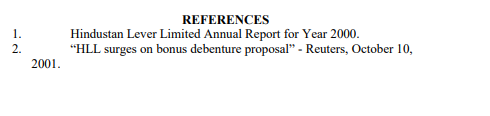 REFERENCES
1. Hindustan Lever Limited Annual Report for Year 2000.
2. “HLL surges on bonus debenture proposal” - Reuters, October 10,
2001.